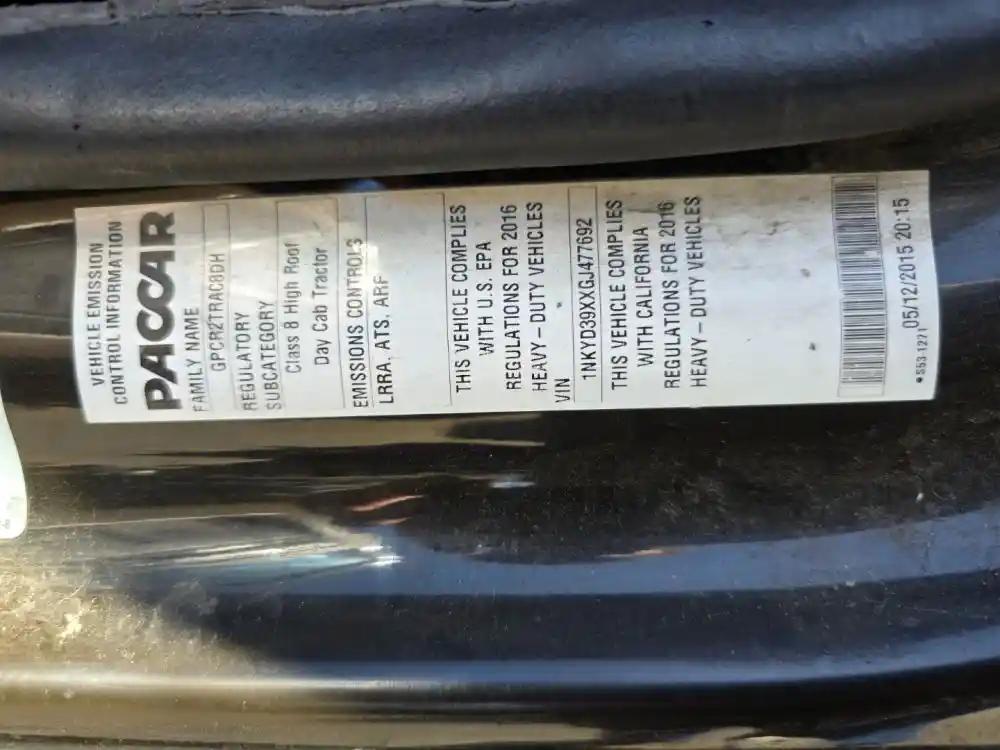 VEHICLE EMISSION
CONTROL INFORMATION
PACCAR
FAMILY NAME
GPCR2TRAC8DH
REGULATORY
SUBCATEGORY
Class 8 High Roof
Day Cab Tractor
EMISSIONS CONTROLS
LRRA, ATS, ARF
THIS VEHICLE COMPLIES
WITH U.S. EPA
REGULATIONS FOR 2016
HEAVY-DUTY VEHICLES
VIN
1NKYD39XXGJ477692
THIS VEHICLE COMPLIES
WITH CALIFORNIA
REGULATIONS FOR 2016
HEAVY-DUTY VEHICLES
05/12/2015 20:15
• S53-1271